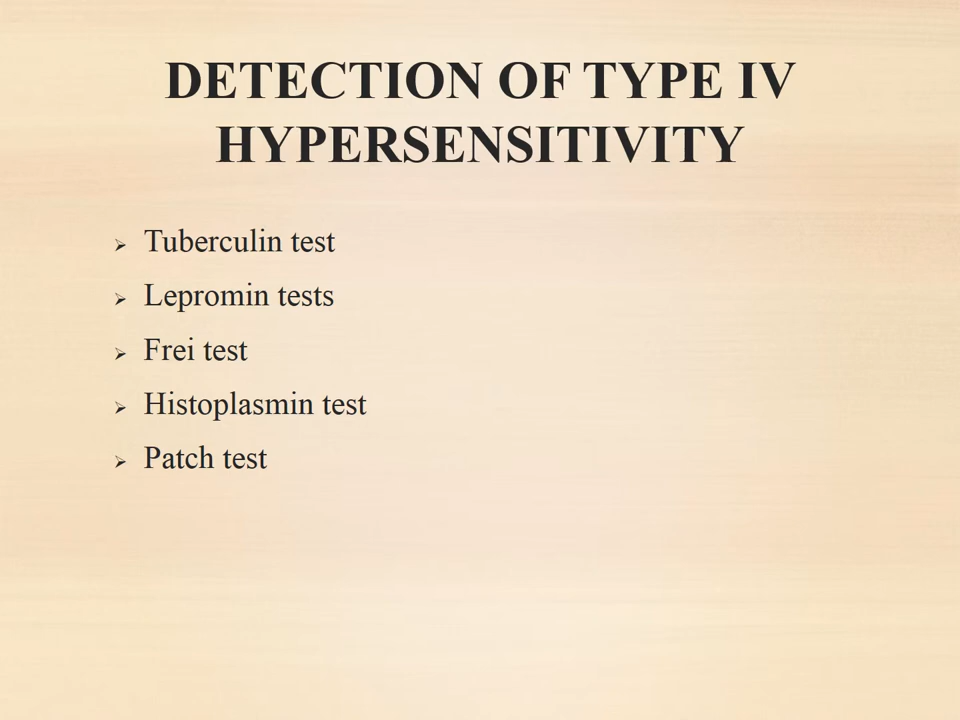 DETECTION OF TYPE IV
HYPERSENSITIVITY
➢ Tuberculin test
➢ Lepromin tests
➢ Frei test
➢ Histoplasmin test
➢ Patch test